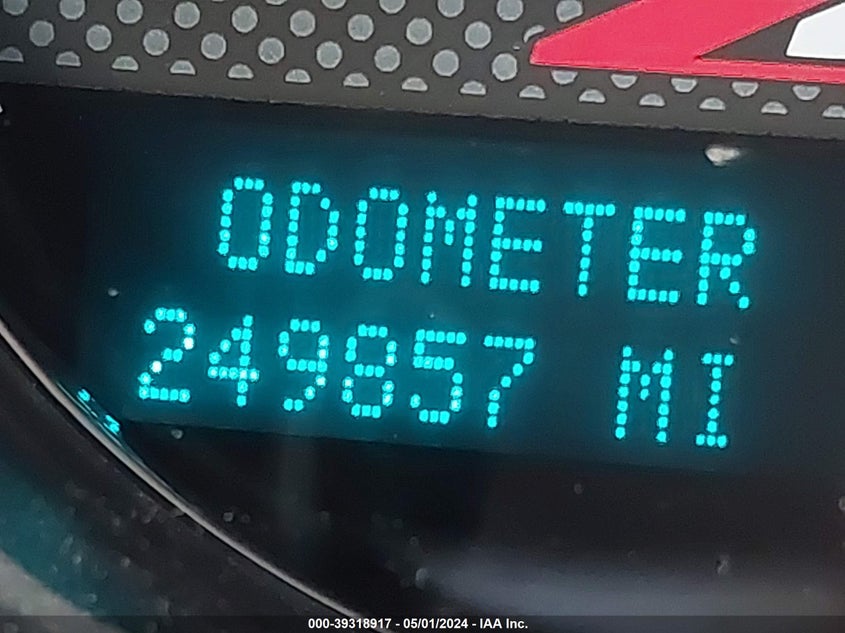 ODOMETER
249857 MI
000-39318917 - 05/01/2024 - IAA Inc.